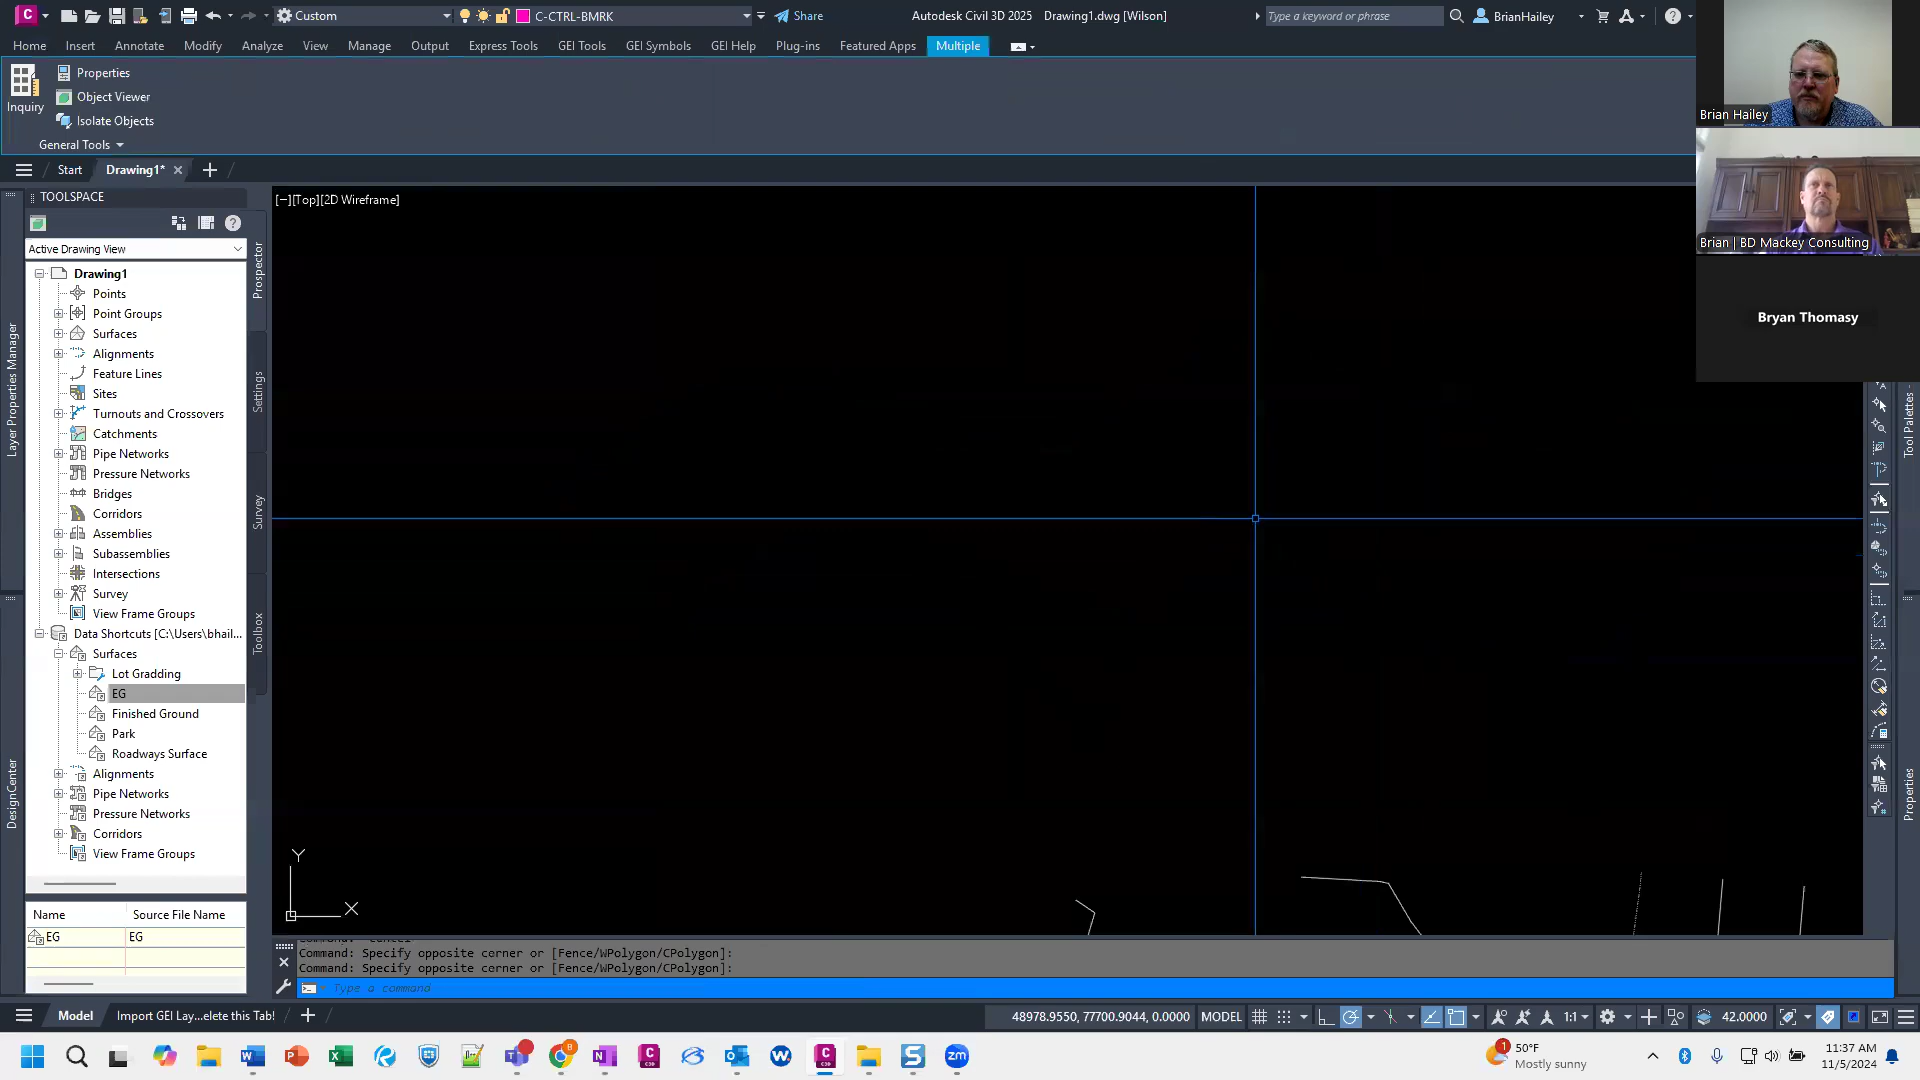 Custom
C-CTRL-BMRK
Share
Autodesk Civil 3D 2025 Drawing1.dwg [Wilson]
Type a keyword or phrase
BrianHailey
Home Insert Annotate Modify Analyze View Manage Output Express Tools GEI Tools GEI Symbols GEI Help Plug-ins Featured Apps Multiple
Inquiry
Properties
Object Viewer
Isolate Objects
General Tools
Brian Hailey
Start Drawing1*
TOOLSPACE
[−][Top][2D Wireframe]
Brian | BD Mackey Consulting
Bryan Thomasy
Active Drawing View
Drawing1
Points
Point Groups
Surfaces
Alignments
Feature Lines
Sites
Turnouts and Crossovers
Catchments
Pipe Networks
Pressure Networks
Bridges
Corridors
Assemblies
Subassemblies
Intersections
Survey
View Frame Groups
Data Shortcuts [C:\Users\bhail...
Surfaces
Lot Gradding
EG
Finished Ground
Park
Roadways Surface
Alignments
Pipe Networks
Pressure Networks
Corridors
View Frame Groups
Name Source File Name
EG EG
Layer Properties Manager
DesignCenter
Prospector
Settings
Survey
Toolbox
Tool Palettes
Properties
Y
X
Command: Specify opposite corner or [Fence/WPolygon/CPolygon]:
Command: Specify opposite corner or [Fence/WPolygon/CPolygon]:
Type a command
Model Import GEI Lay...elete this Tab!
48978.9550, 77700.9044, 0.0000 MODEL 1:1 42.0000
50°F
Mostly sunny
11:37 AM
11/5/2024